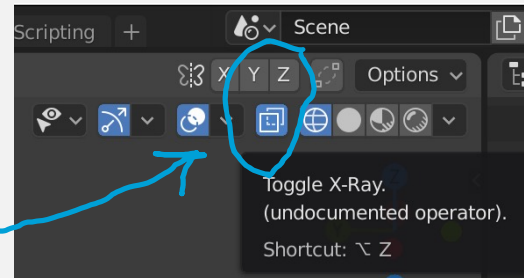 Scripting +
Scene
X Y Z Options
Toggle X-Ray.
(undocumented operator).
Shortcut: ⌥ Z